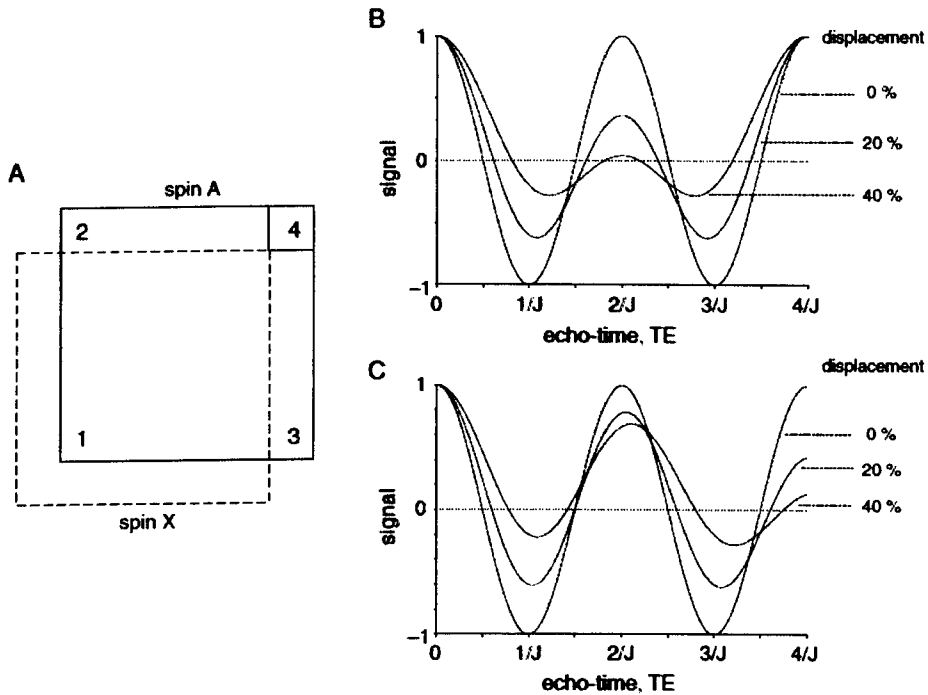 A
spin A
2
4
1
3
spin X
B
displacement
1
0 %
20 %
0
signal
40 %
–1
0
1/J
2/J
3/J
4/J
echo-time, TE
C
displacement
1
0 %
20 %
40 %
0
signal
–1
0
1/J
2/J
3/J
4/J
echo-time, TE